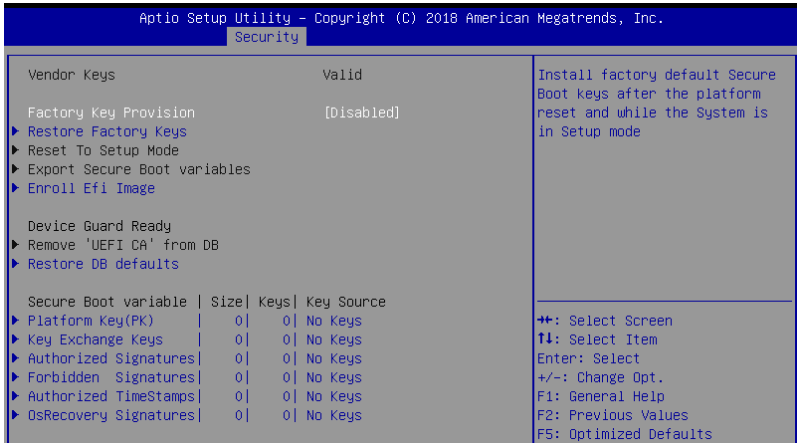 Aptio Setup Utility – Copyright (C) 2018 American Megatrends, Inc.
Security
Vendor Keys Valid
Factory Key Provision [Disabled]
Restore Factory Keys
Reset To Setup Mode
Export Secure Boot variables
Enroll Efi Image
Device Guard Ready
Remove 'UEFI CA' from DB
Restore DB defaults
Secure Boot variable | Size| Keys| Key Source
Platform Key(PK) | 0| 0| No Keys
Key Exchange Keys | 0| 0| No Keys
Authorized Signatures| 0| 0| No Keys
Forbidden Signatures| 0| 0| No Keys
Authorized TimeStamps| 0| 0| No Keys
OsRecovery Signatures| 0| 0| No Keys
Install factory default Secure
Boot keys after the platform
reset and while the System is
in Setup mode
→←: Select Screen
↑↓: Select Item
Enter: Select
+/-: Change Opt.
F1: General Help
F2: Previous Values
F5: Optimized Defaults